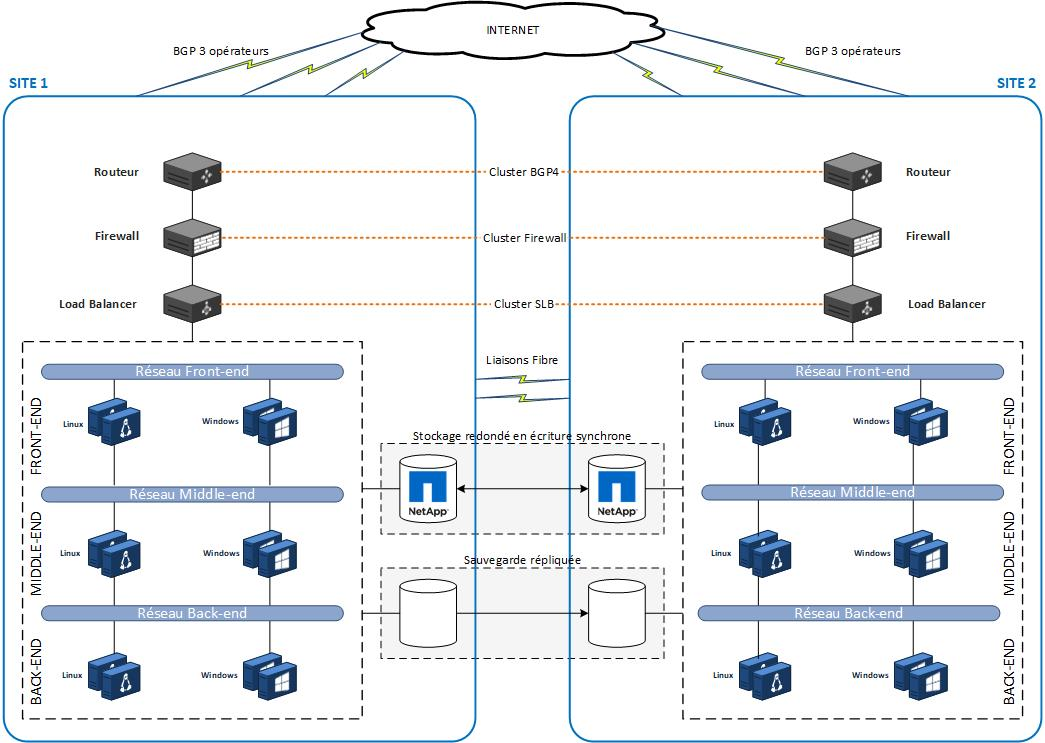 INTERNET
BGP 3 opérateurs
BGP 3 opérateurs
SITE 1
SITE 2
Routeur
Cluster BGP4
Routeur
Firewall
Cluster Firewall
Firewall
Load Balancer
Cluster SLB
Load Balancer
Liaisons Fibre
Réseau Front-end
Réseau Front-end
FRONT-END
Linux
Windows
Linux
Windows
FRONT-END
Stockage redondé en écriture synchrone
NetApp
NetApp
Réseau Middle-end
Réseau Middle-end
MIDDLE-END
Linux
Windows
Linux
Windows
MIDDLE-END
Sauvegarde répliquée
Réseau Back-end
Réseau Back-end
BACK-END
Linux
Windows
Linux
Windows
BACK-END